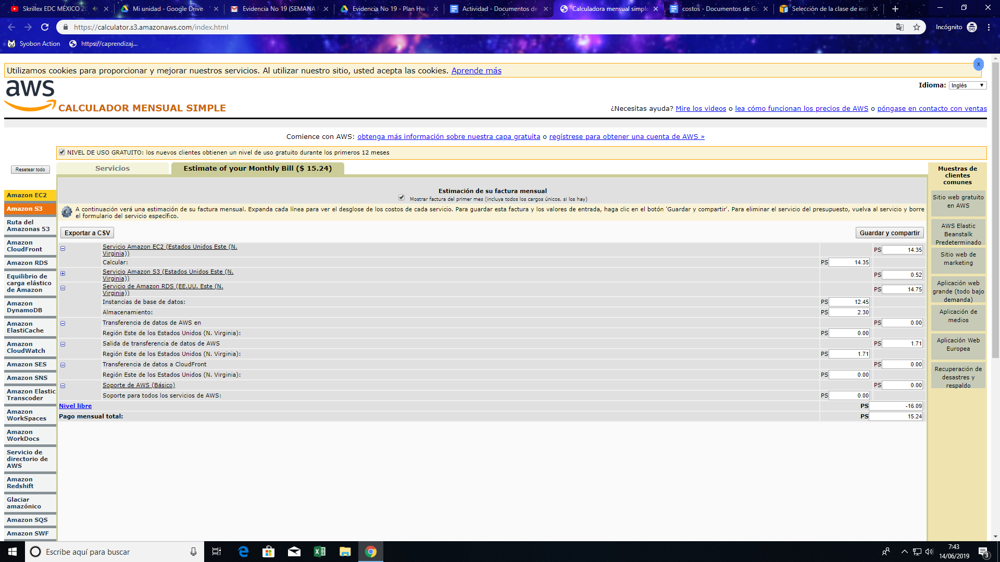 Skrillex EDC MÉXICO 20
Mi unidad - Google Drive
Evidencia No 19 (SEMANA
Evidencia No 19 - Plan Hw
Actividad - Documentos de
Calculadora mensual simple
costos - Documentos de Go
Selección de la clase de inst
https://calculator.s3.amazonaws.com/index.html
Incógnito
Syobon Action
https://caprendizaj...
Utilizamos cookies para proporcionar y mejorar nuestros servicios. Al utilizar nuestro sitio, usted acepta las cookies. Aprende más
X
aws
CALCULADOR MENSUAL SIMPLE
Idioma: Inglés
¿Necesitas ayuda? Mire los videos o lea cómo funcionan los precios de AWS o póngase en contacto con ventas
Comience con AWS: obtenga más información sobre nuestra capa gratuita o regístrese para obtener una cuenta de AWS »
NIVEL DE USO GRATUITO: los nuevos clientes obtienen un nivel de uso gratuito durante los primeros 12 meses
Resetear todo
Servicios
Estimate of your Monthly Bill ($ 15.24)
Amazon EC2
Amazon S3
Ruta del
Amazonas 53
Amazon
CloudFront
Amazon RDS
Equilibrio de
carga elástico
de Amazon
Amazon
DynamoDB
Amazon
ElastiCache
Amazon
CloudWatch
Amazon SES
Amazon SNS
Amazon Elastic
Transcoder
Amazon
WorkSpaces
Amazon
WorkDocs
Servicio de
directorio de
AWS
Amazon
Redshift
Glaciar
amazónico
Amazon SQS
Amazon SWF
Estimación de su factura mensual
Mostrar factura del primer mes (incluya todos los cargos únicos, si los hay)
A continuación verá una estimación de su factura mensual. Expanda cada línea para ver el desglose de los costos de cada servicio. Para guardar esta factura y los valores de entrada, haga clic en el botón 'Guardar y compartir'. Para eliminar el servicio del presupuesto, vuelva al servicio y borre
el formulario del servicio específico.
Exportar a CSV
Guardar y compartir
Servicio Amazon EC2 (Estados Unidos Este (N.
Virginia))
PS 14.35
Calcular: PS 14.35
Servicio Amazon S3 (Estados Unidos Este (N.
Virginia))
PS 0.52
Servicio de Amazon RDS (EE.UU. Este (N.
Virginia))
PS 14.75
Instancias de base de datos: PS 12.45
Almacenamiento: PS 2.30
Transferencia de datos de AWS en PS 0.00
Región Este de los Estados Unidos (N. Virginia): PS 0.00
Salida de transferencia de datos de AWS PS 1.71
Región Este de los Estados Unidos (N. Virginia): PS 1.71
Transferencia de datos a CloudFront PS 0.00
Región Este de los Estados Unidos (N. Virginia): PS 0.00
Soporte de AWS (Básico) PS 0.00
Soporte para todos los servicios de AWS: PS 0.00
Nivel libre PS -16.09
Pago mensual total: PS 15.24
Muestras de
clientes
comunes
Sitio web gratuito
en AWS
AWS Elastic
Beanstalk
Predeterminado
Sitio web de
marketing
Aplicación web
grande (todo bajo
demanda)
Aplicación de
medios
Aplicación Web
Europea
Recuperación de
desastres y
respaldo
Escribe aquí para buscar
7:43
14/06/2019
3